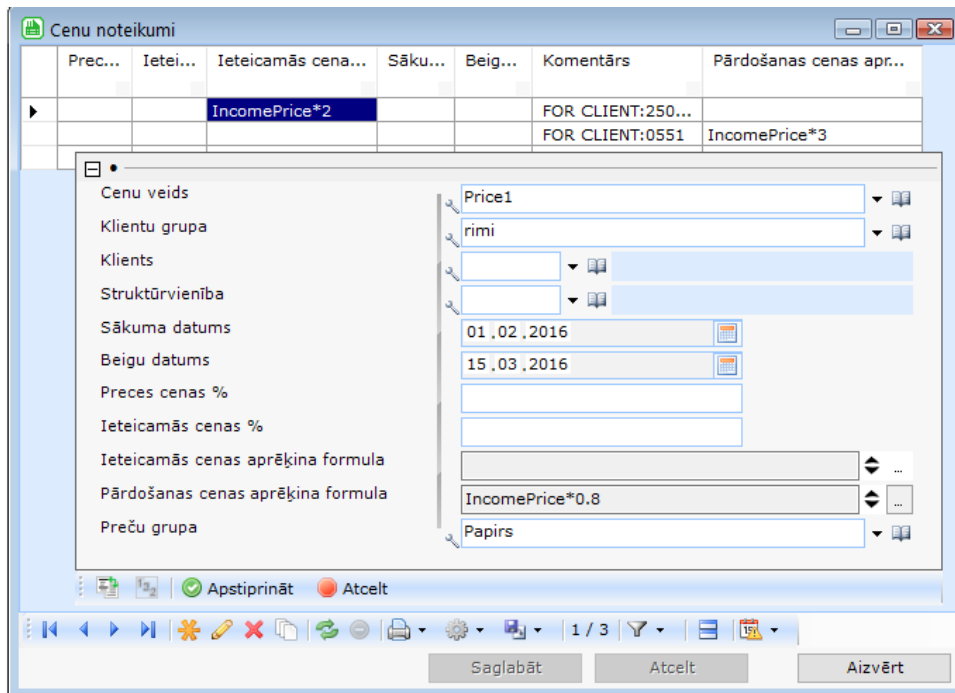 Cenu noteikumi
Prec... Ietei... Ieteicamās cena... Sāku... Beig... Komentārs Pārdošanas cenas apr...
IncomePrice*2 FOR CLIENT:250...
FOR CLIENT:0551 IncomePrice*3
Cenu veids Price1
Klientu grupa rimi
Klients
Struktūrvienība
Sākuma datums 01.02.2016
Beigu datums 15.03.2016
Preces cenas %
Ieteicamās cenas %
Ieteicamās cenas aprēķina formula ...
Pārdošanas cenas aprēķina formula IncomePrice*0.8 ...
Preču grupa Papirs
Apstiprināt Atcelt
1 / 3
Saglabāt Atcelt Aizvērt